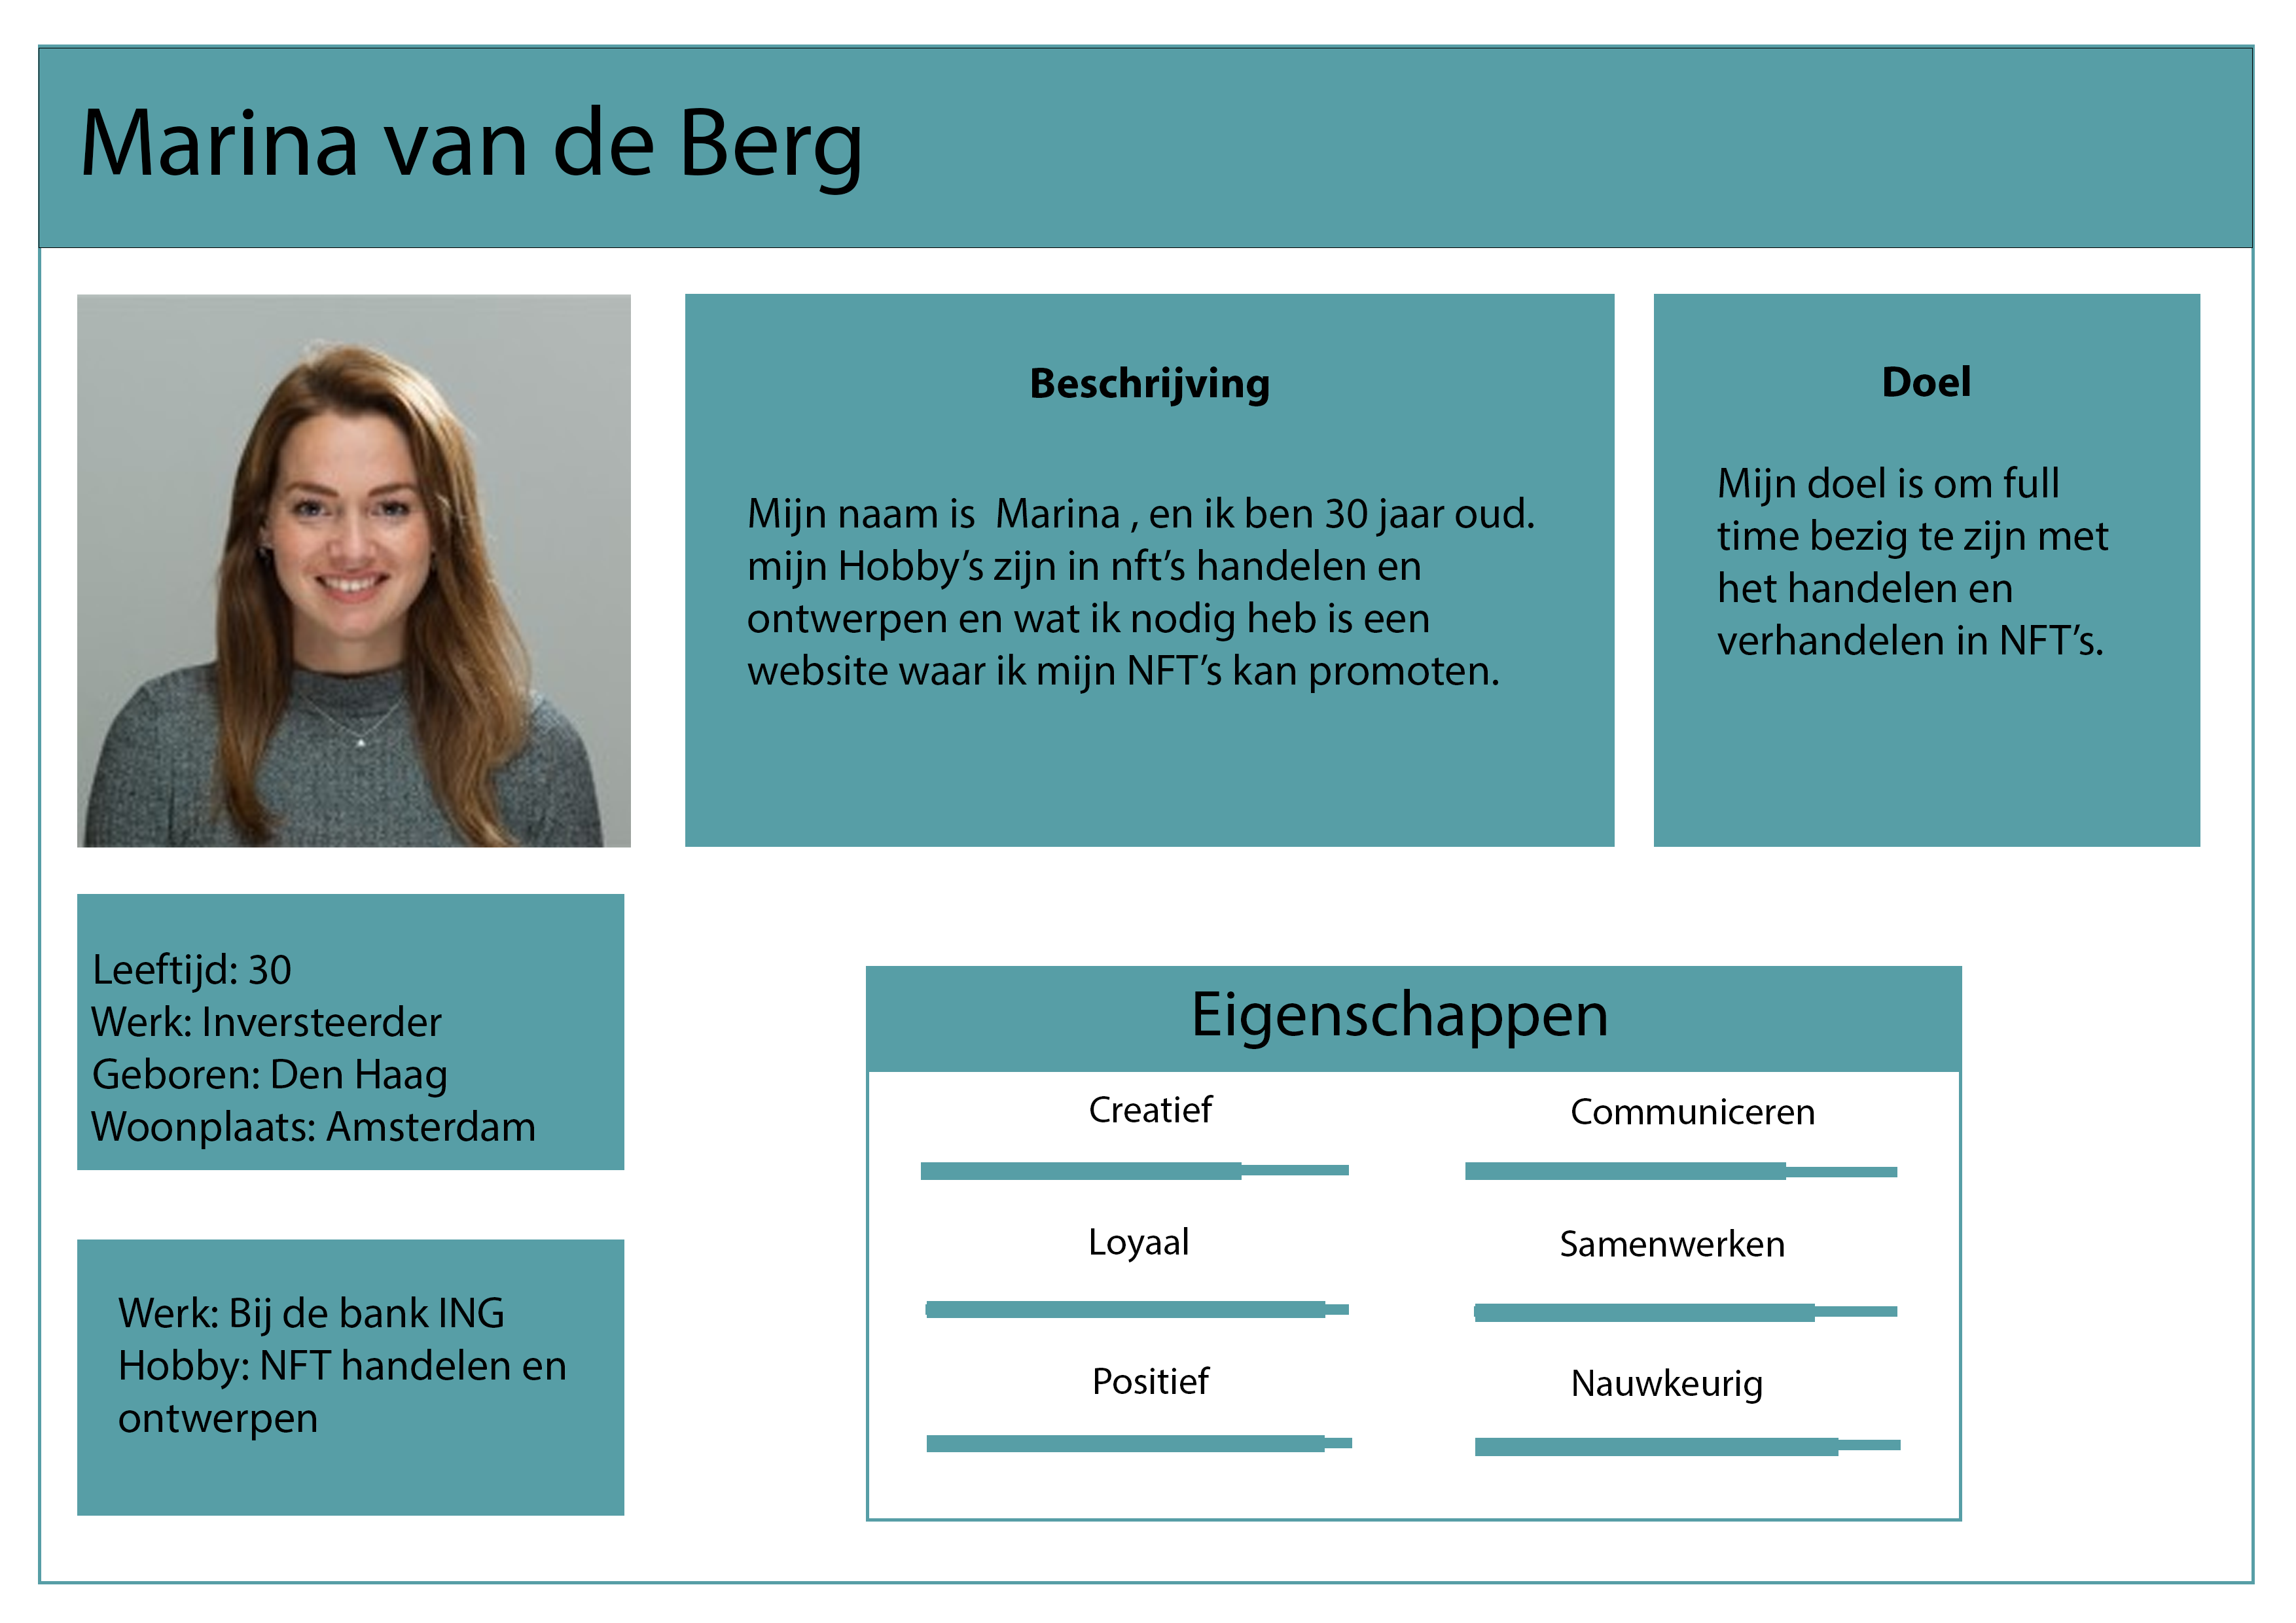 Marina van de Berg
Beschrijving
Mijn naam is  Marina , en ik ben 30 jaar oud.
mijn Hobby’s zijn in nft’s handelen en
ontwerpen en wat ik nodig heb is een
website waar ik mijn NFT’s kan promoten.
Doel
Mijn doel is om full
time bezig te zijn met
het handelen en
verhandelen in NFT’s.
Leeftijd: 30
Werk: Inversteerder
Geboren: Den Haag
Woonplaats: Amsterdam
Werk: Bij de bank ING
Hobby: NFT handelen en
ontwerpen
Eigenschappen
Creatief
Communiceren
Loyaal
Samenwerken
Positief
Nauwkeurig